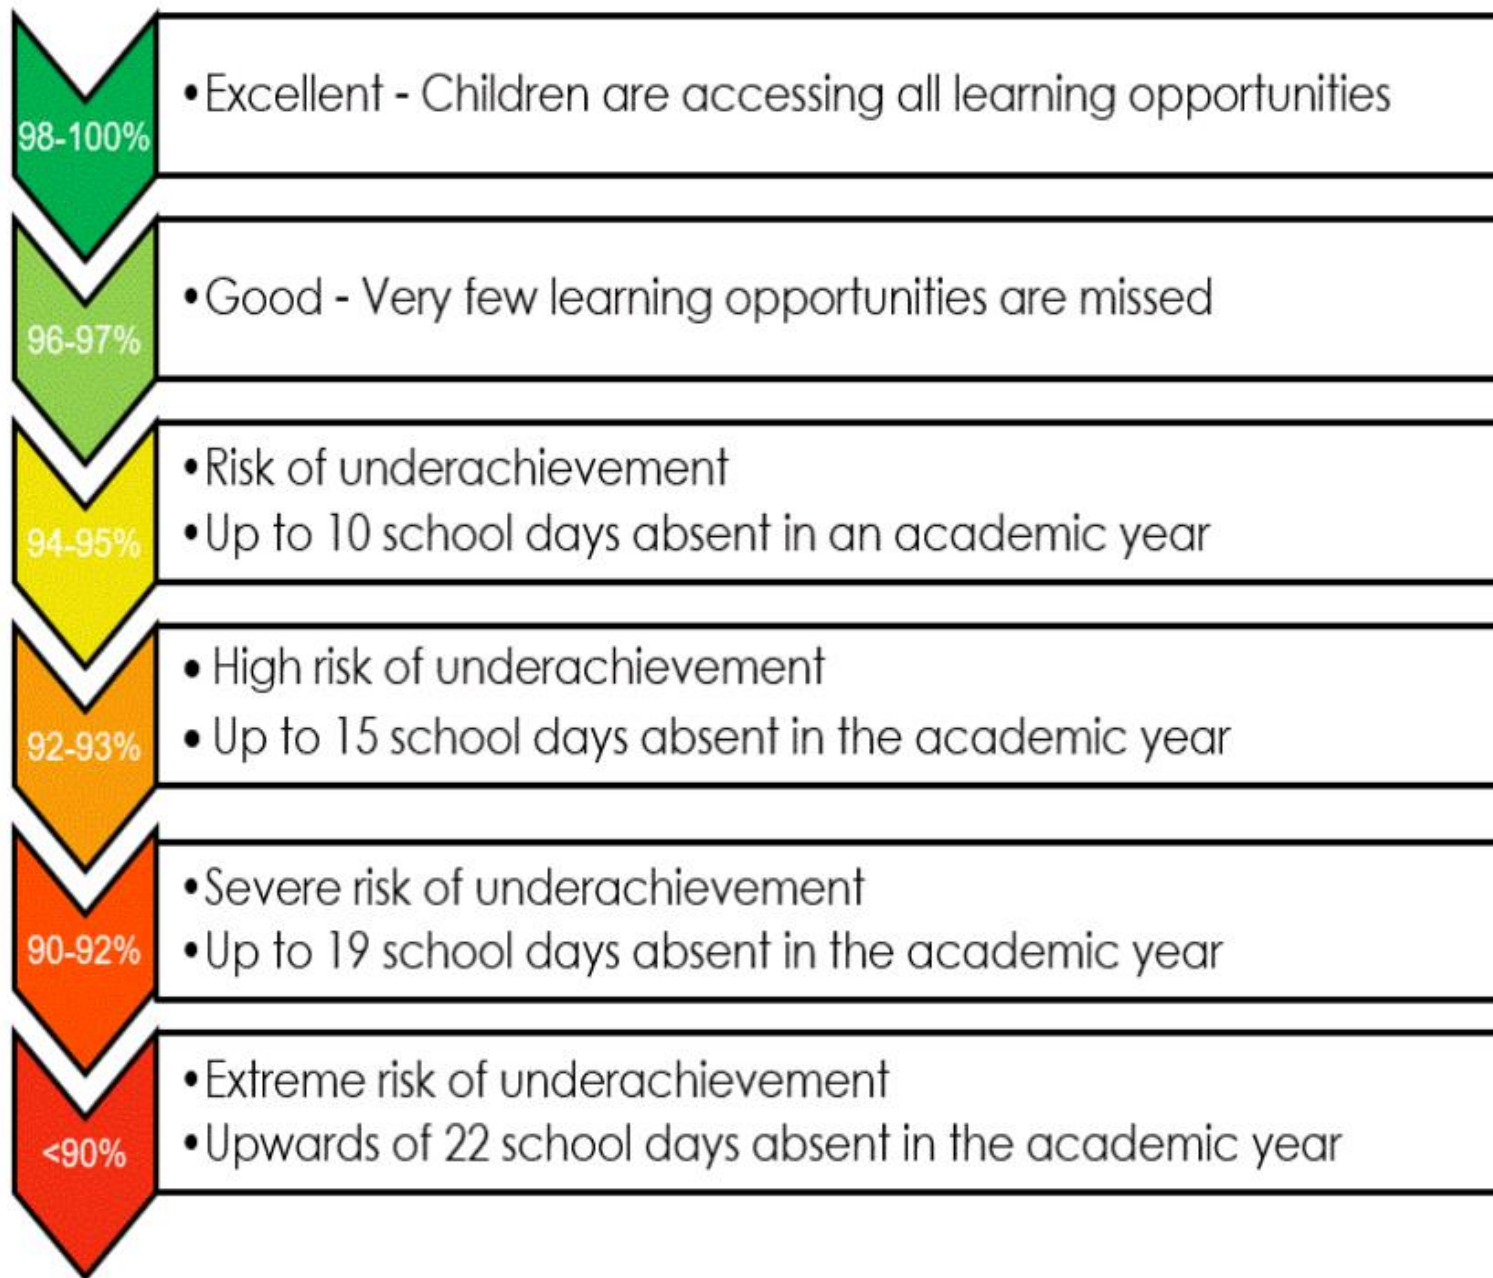 98-100%
•Excellent - Children are accessing all learning opportunities
96-97%
•Good - Very few learning opportunities are missed
94-95%
•Risk of underachievement
•Up to 10 school days absent in an academic year
92-93%
• High risk of underachievement
• Up to 15 school days absent in the academic year
90-92%
•Severe risk of underachievement
•Up to 19 school days absent in the academic year
<90%
•Extreme risk of underachievement
•Upwards of 22 school days absent in the academic year